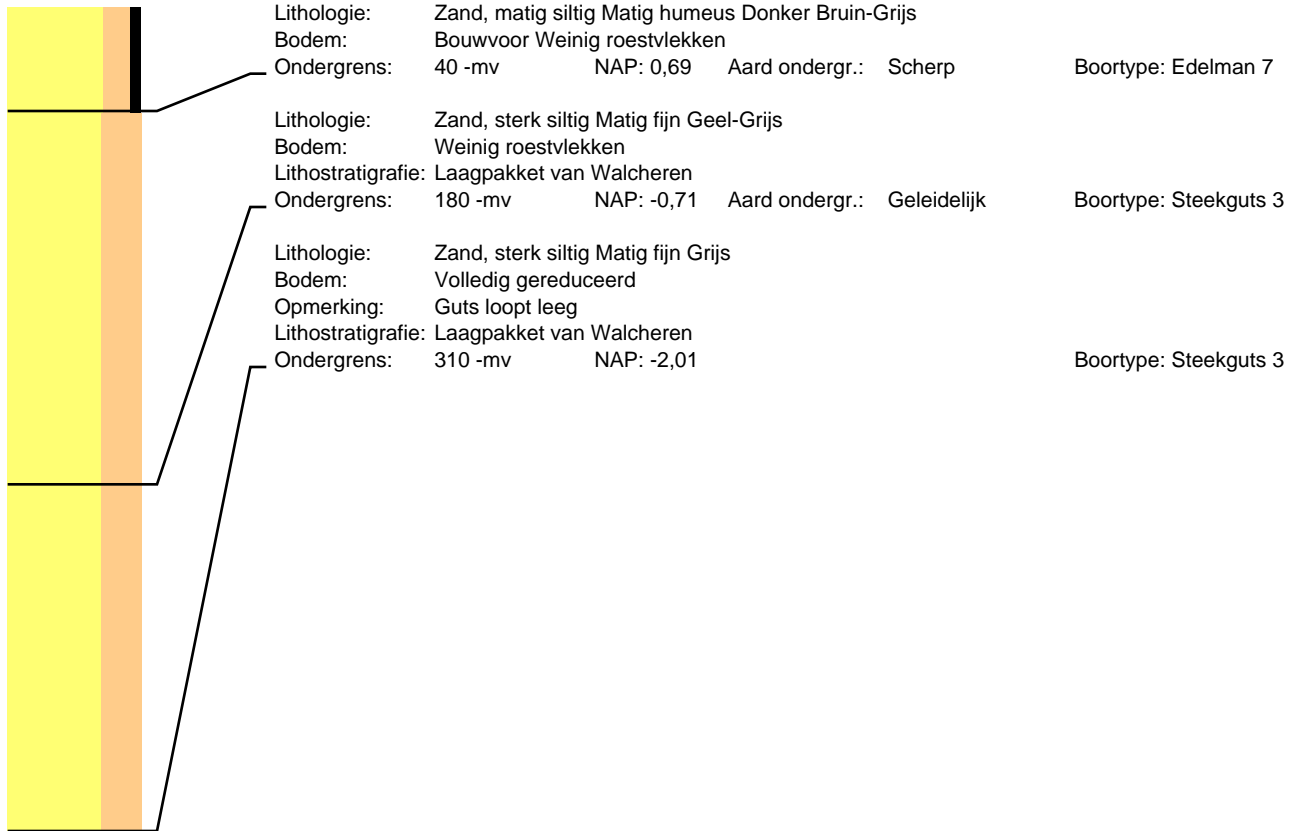 Lithologie: Zand, matig siltig Matig humeus Donker Bruin-Grijs
Bodem: Bouwvoor Weinig roestvlekken
Ondergrens: 40 -mv NAP: 0,69 Aard ondergr.: Scherp Boortype: Edelman 7
Lithologie: Zand, sterk siltig Matig fijn Geel-Grijs
Bodem: Weinig roestvlekken
Lithostratigrafie: Laagpakket van Walcheren
Ondergrens: 180 -mv NAP: -0,71 Aard ondergr.: Geleidelijk Boortype: Steekguts 3
Lithologie: Zand, sterk siltig Matig fijn Grijs
Bodem: Volledig gereduceerd
Opmerking: Guts loopt leeg
Lithostratigrafie: Laagpakket van Walcheren
Ondergrens: 310 -mv NAP: -2,01 Boortype: Steekguts 3